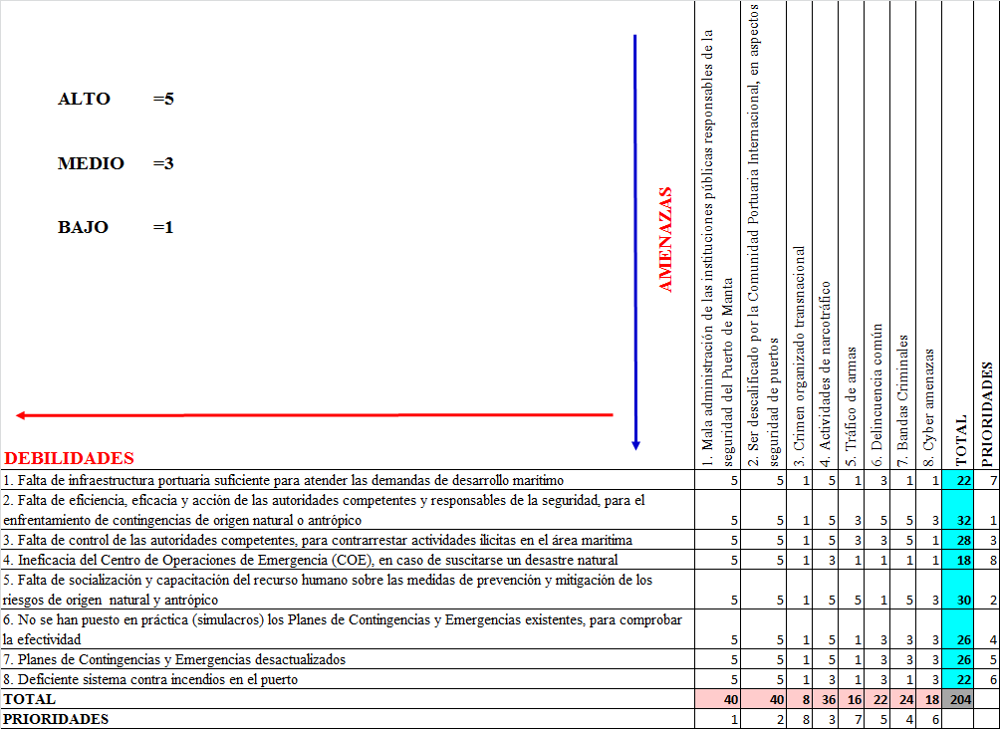 ALTO =5
MEDIO =3
BAJO =1
AMENAZAS
1. Mala administración de las instituciones públicas responsables de la
seguridad del Puerto de Manta
2. Ser descalificado por la Comunidad Portuaria Internacional, en aspectos
seguridad de puertos
3. Crimen organizado transnacional
4. Actividades de narcotráfico
5. Tráfico de armas
6. Delincuencia común
7. Bandas Criminales
8. Cyber amenazas
TOTAL
PRIORIDADES
DEBILIDADES
1. Falta de infraestructura portuaria suficiente para atender las demandas de desarrollo marítimo 5 5 1 5 1 3 1 1 22 7
2. Falta de eficiencia, eficacia y acción de las autoridades competentes y responsables de la seguridad, para el
enfrentamiento de contingencias de origen natural o antrópico 5 5 1 5 3 5 5 3 32 1
3. Falta de control de las autoridades competentes, para contrarrestar actividades ilícitas en el área marítima 5 5 1 5 3 3 5 1 28 3
4. Ineficacia del Centro de Operaciones de Emergencia (COE), en caso de suscitarse un desastre natural 5 5 1 3 1 1 1 1 18 8
5. Falta de socialización y capacitación del recurso humano sobre las medidas de prevención y mitigación de los
riesgos de origen natural y antrópico 5 5 1 5 5 1 5 3 30 2
6. No se han puesto en práctica (simulacros) los Planes de Contingencias y Emergencias existentes, para comprobar
la efectividad 5 5 1 5 1 3 3 3 26 4
7. Planes de Contingencias y Emergencias desactualizados 5 5 1 5 1 3 3 3 26 5
8. Deficiente sistema contra incendios en el puerto 5 5 1 3 1 3 1 3 22 6
TOTAL 40 40 8 36 16 22 24 18 204
PRIORIDADES 1 2 8 3 7 5 4 6